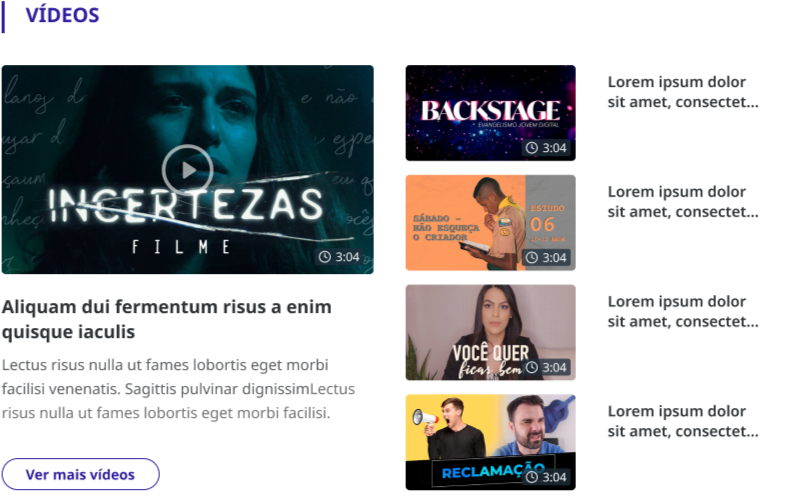 VÍDEOS
INCERTEZAS
FILME
3:04
Aliquam dui fermentum risus a enim
quisque iaculis
Lectus risus nulla ut fames lobortis eget morbi
facilisi venenatis. Sagittis pulvinar dignissimLectus
risus nulla ut fames lobortis eget morbi facilisi.
Ver mais vídeos
BACKSTAGE
EVANGELISMO JOVEM DIGITAL
3:04
Lorem ipsum dolor
sit amet, consectet...
SÁBADO –
NÃO ESQUEÇA
O CRIADOR
ESTUDO
06
3:04
Lorem ipsum dolor
sit amet, consectet...
VOCÊ QUER
ficar bem
3:04
Lorem ipsum dolor
sit amet, consectet...
RECLAMAÇÃO
3:04
Lorem ipsum dolor
sit amet, consectet...